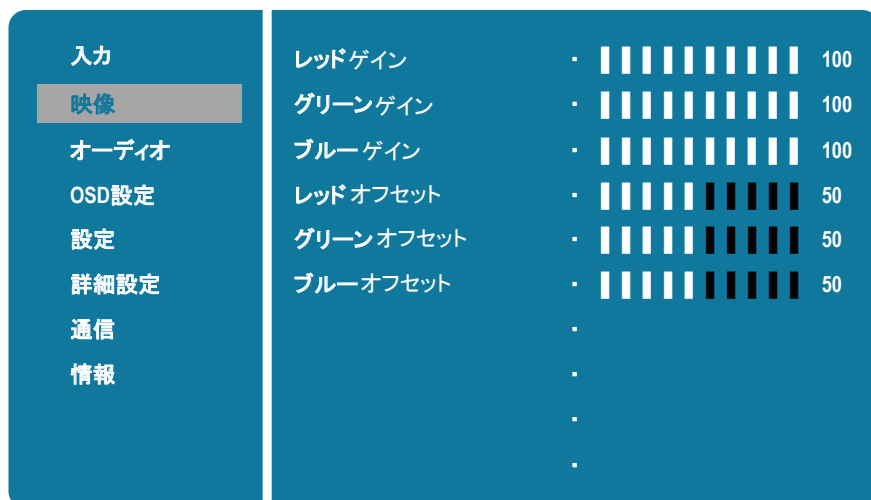 入力
映像
オーディオ
OSD設定
設定
詳細設定
通信
情報
レッドゲイン 100
グリーンゲイン 100
ブルーゲイン 100
レッドオフセット 50
グリーンオフセット 50
ブルーオフセット 50